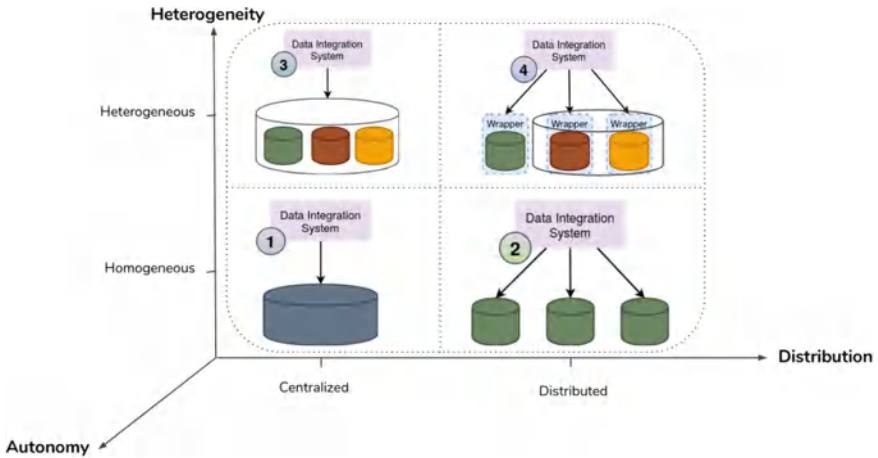 Heterogeneity
Data Integration
System
3
Data Integration
System
4
Heterogeneous
Wrapper
Wrapper
Wrapper
Data Integration
System
1
Data Integration
System
2
Homogeneous
Distribution
Centralized
Distributed
Autonomy